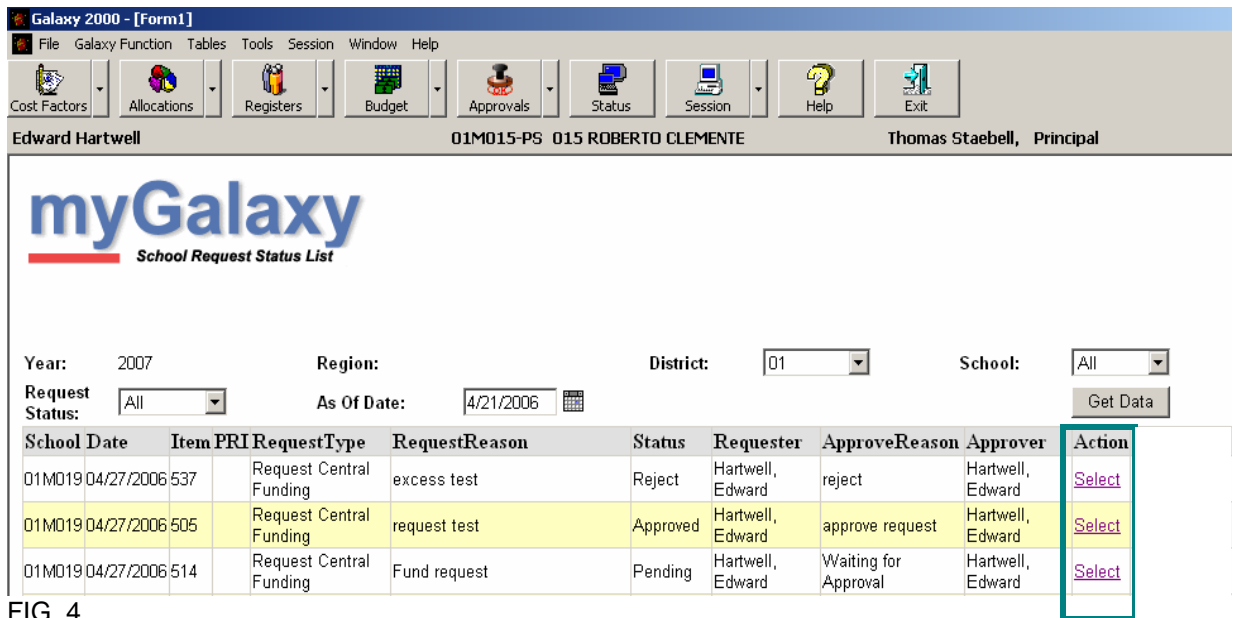 Galaxy 2000 - [Form1]
File Galaxy Function Tables Tools Session Window Help
Cost Factors Allocations Registers Budget Approvals Status Session Help Exit
Edward Hartwell 01M015-PS 015 ROBERTO CLEMENTE Thomas Staebell, Principal
myGalaxy
School Request Status List
Year: 2007 Region: District: 01 School: All
Request Status: All As Of Date: 4/21/2006 Get Data
School Date Item PRI RequestType RequestReason Status Requester ApproveReason Approver Action
01M019 04/27/2006 537 Request Central Funding excess test Reject Hartwell, Edward reject Hartwell, Edward Select
01M019 04/27/2006 505 Request Central Funding request test Approved Hartwell, Edward approve request Hartwell, Edward Select
01M019 04/27/2006 514 Request Central Funding Fund request Pending Hartwell, Edward Waiting for Approval Hartwell, Edward Select
FIG. 4